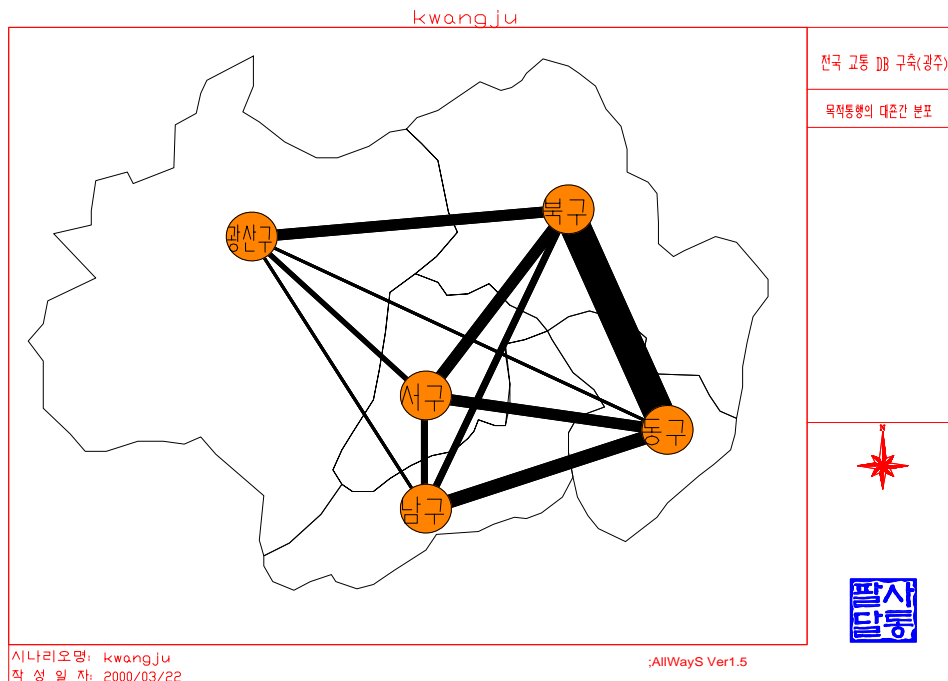 kwangju
전국 교통 DB 구축(광주)
목적통행의 대죤간 분포
북구
광산구
서구
동구
남구
N
팔사
달통
시나리오명: kwangju
;AllWayS Ver1.5
작 성 일 자: 2000/03/22